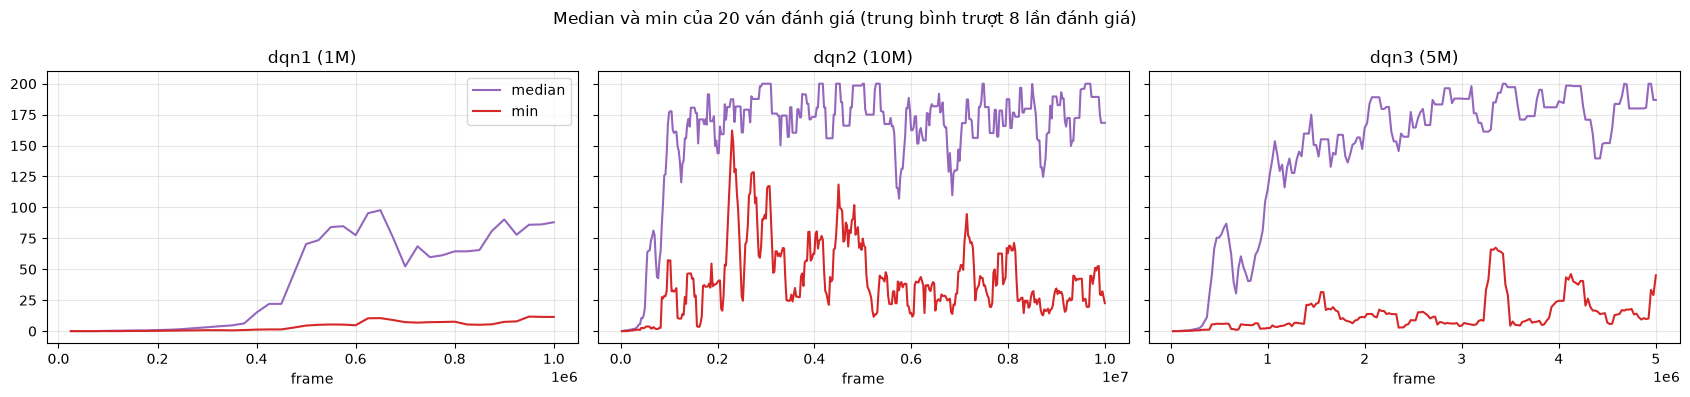 Median và min của 20 ván đánh giá (trung bình trượt 8 lần đánh giá)
dqn1 (1M)
median
min
200
175
150
125
100
75
50
25
0
0.0 0.2 0.4 0.6 0.8 1.0
1e6
frame
dqn2 (10M)
0.0 0.2 0.4 0.6 0.8 1.0
1e7
frame
dqn3 (5M)
0 1 2 3 4 5
1e6
frame